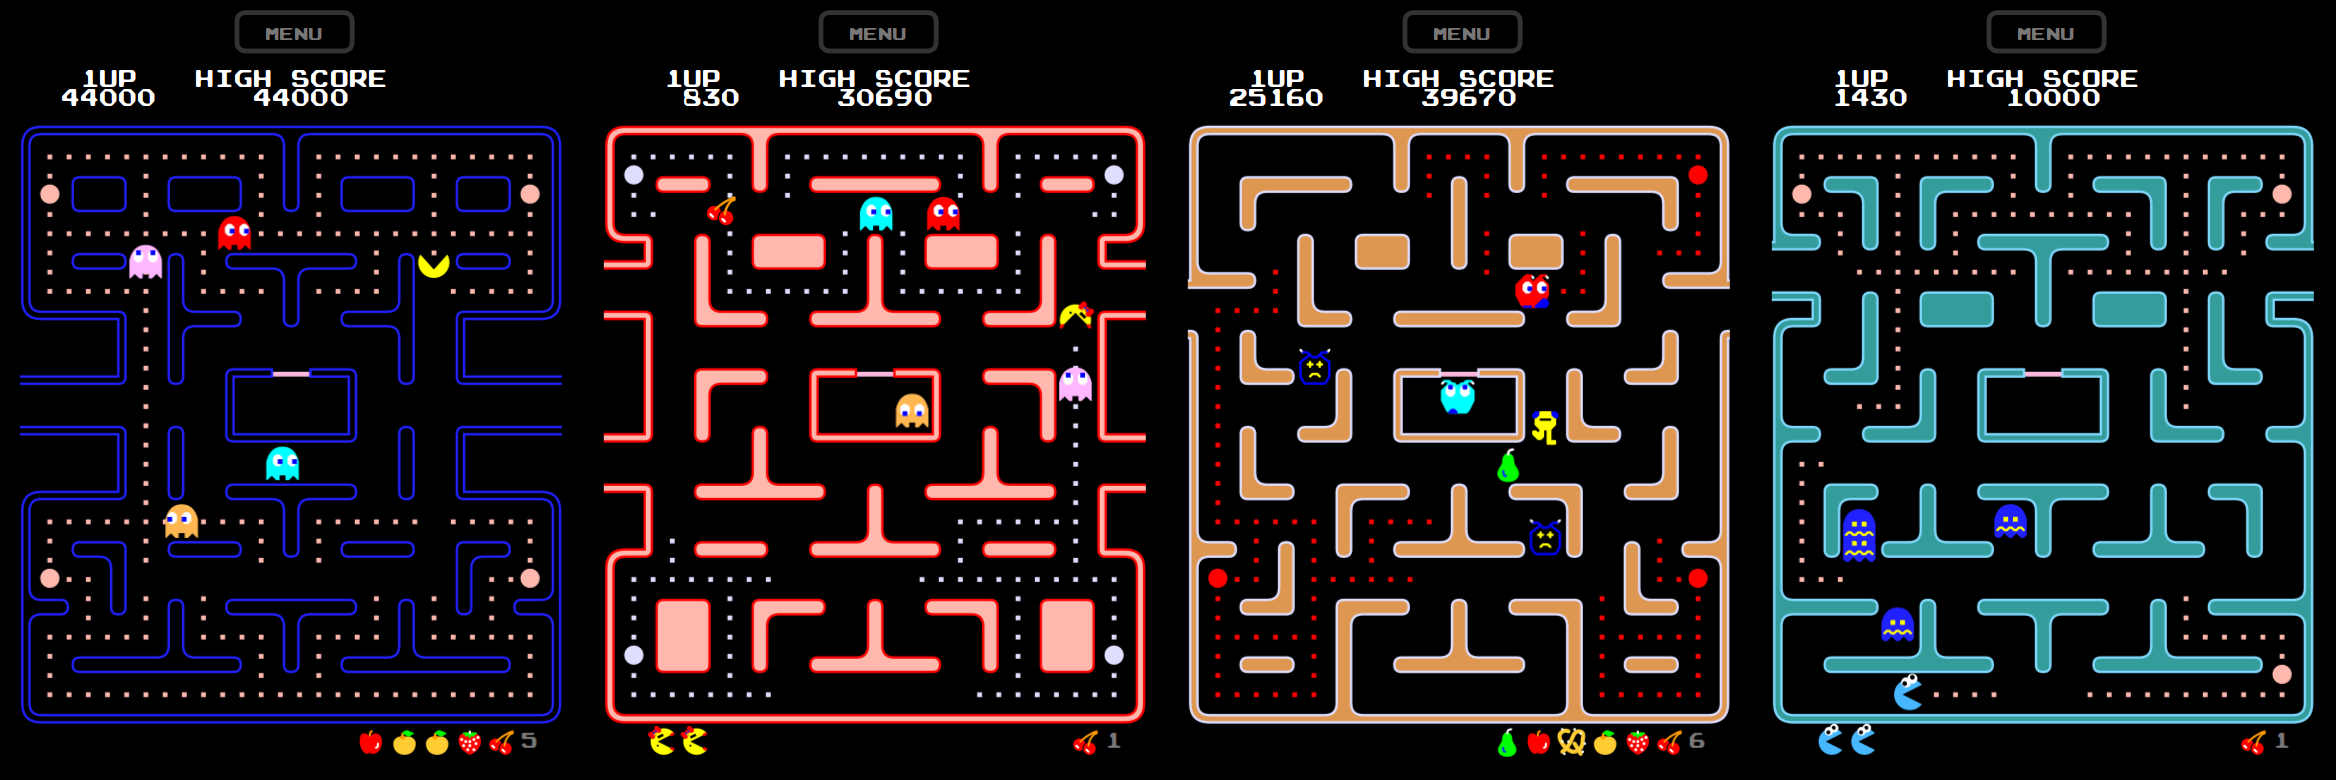 MENU
1UP HIGH SCORE
44000 44000
5
MENU
1UP HIGH SCORE
830 30690
1
MENU
1UP HIGH SCORE
25160 39670
6
MENU
1UP HIGH SCORE
1430 10000
1